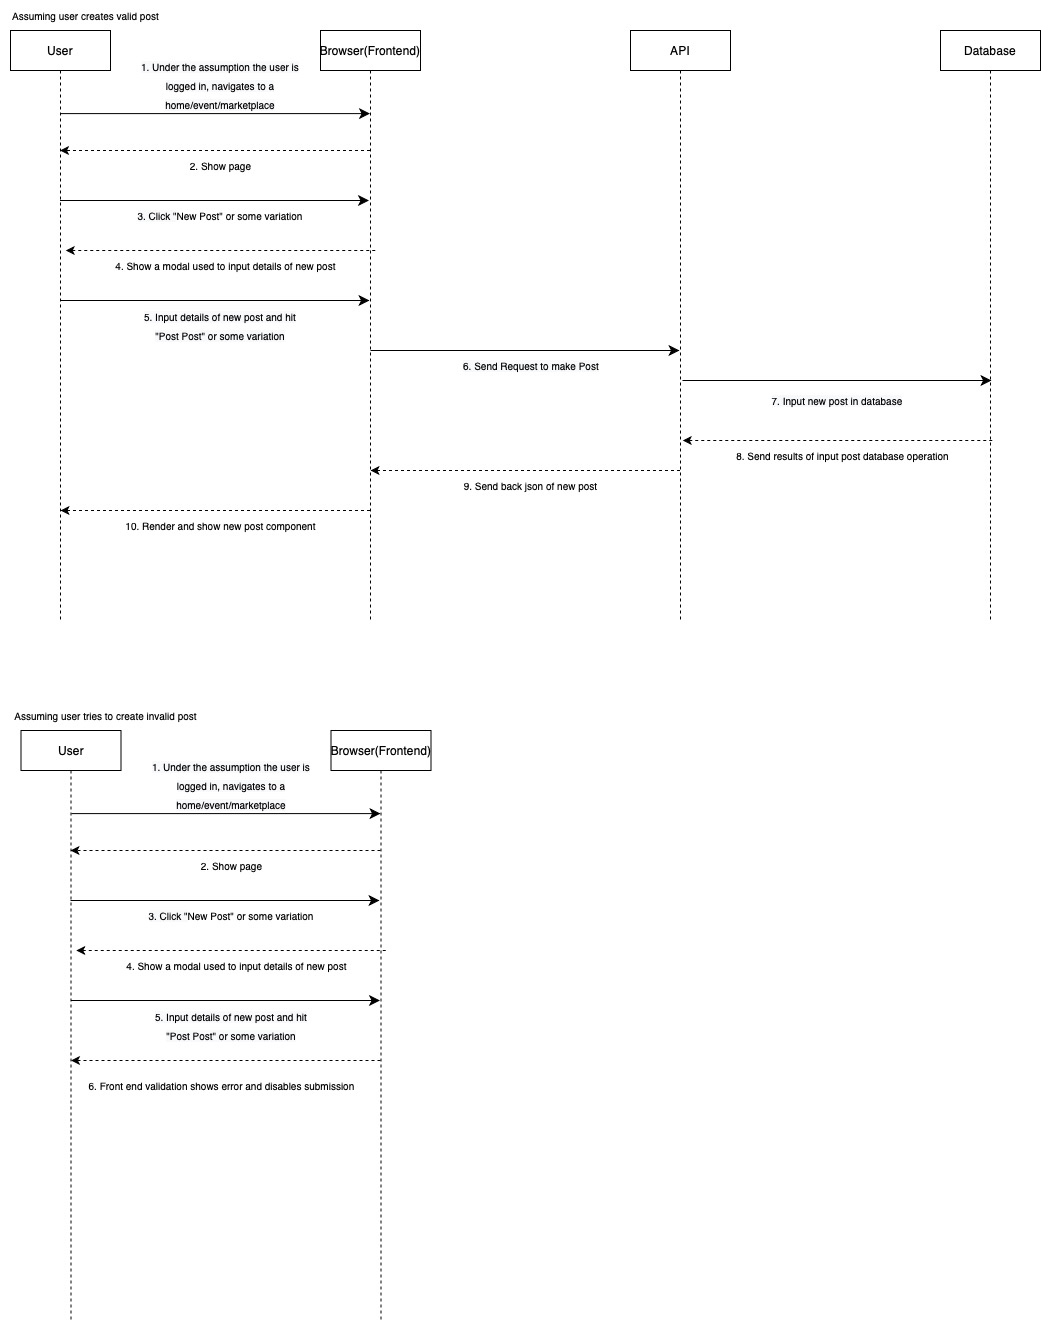 Assuming user creates valid post
User
Browser(Frontend)
API
Database
1. Under the assumption the user is
logged in, navigates to a
home/event/marketplace
2. Show page
3. Click "New Post" or some variation
4. Show a modal used to input details of new post
5. Input details of new post and hit
"Post Post" or some variation
6. Send Request to make Post
7. Input new post in database
8. Send results of input post database operation
9. Send back json of new post
10. Render and show new post component
Assuming user tries to create invalid post
User
Browser(Frontend)
1. Under the assumption the user is
logged in, navigates to a
home/event/marketplace
2. Show page
3. Click "New Post" or some variation
4. Show a modal used to input details of new post
5. Input details of new post and hit
"Post Post" or some variation
6. Front end validation shows error and disables submission